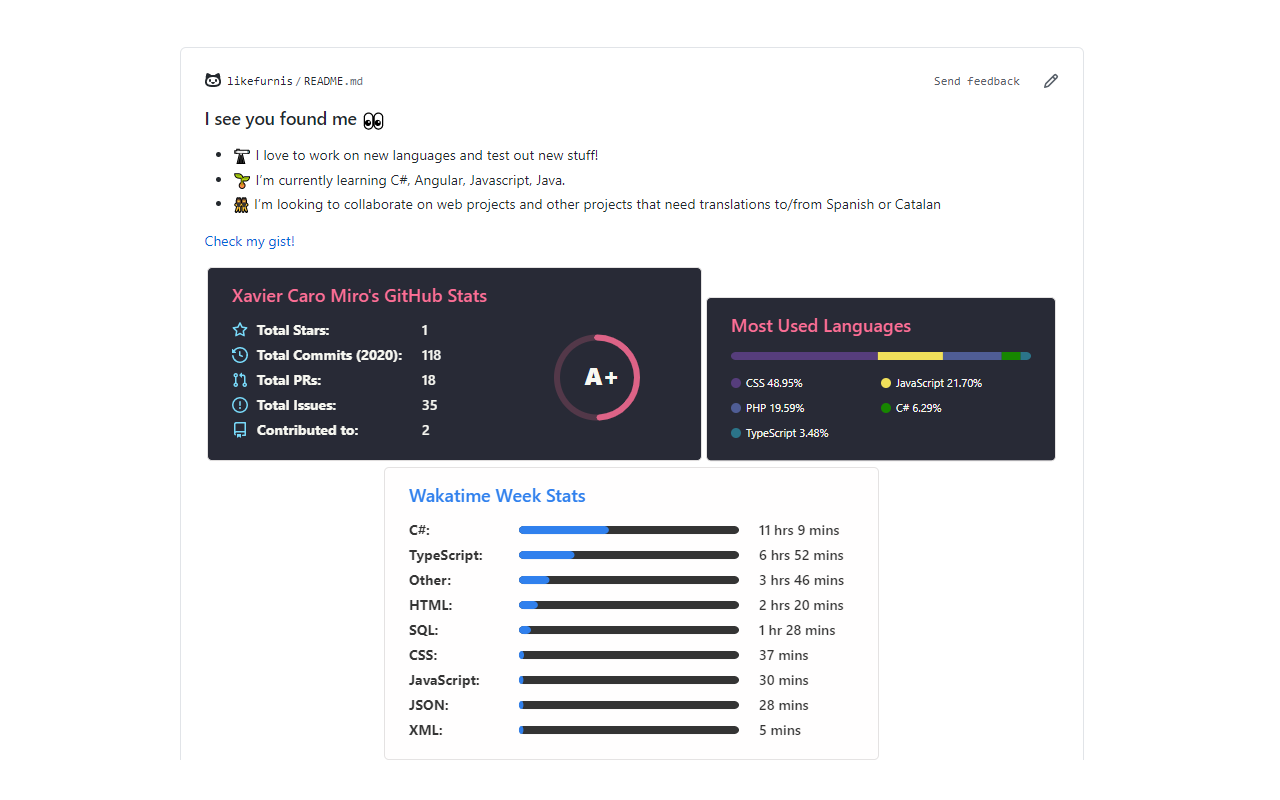 likefurnis/README.md
Send feedback
I see you found me 👀
I love to work on new languages and test out new stuff!
I'm currently learning C#, Angular, Javascript, Java.
I'm looking to collaborate on web projects and other projects that need translations to/from Spanish or Catalan
Check my gist!
Xavier Caro Miro's GitHub Stats
Total Stars: 1
Total Commits (2020): 118
Total PRs: 18
Total Issues: 35
Contributed to: 2
A+
Most Used Languages
CSS 48.95% JavaScript 21.70%
PHP 19.59% C# 6.29%
TypeScript 3.48%
Wakatime Week Stats
C#: 11 hrs 9 mins
TypeScript: 6 hrs 52 mins
Other: 3 hrs 46 mins
HTML: 2 hrs 20 mins
SQL: 1 hr 28 mins
CSS: 37 mins
JavaScript: 30 mins
JSON: 28 mins
XML: 5 mins